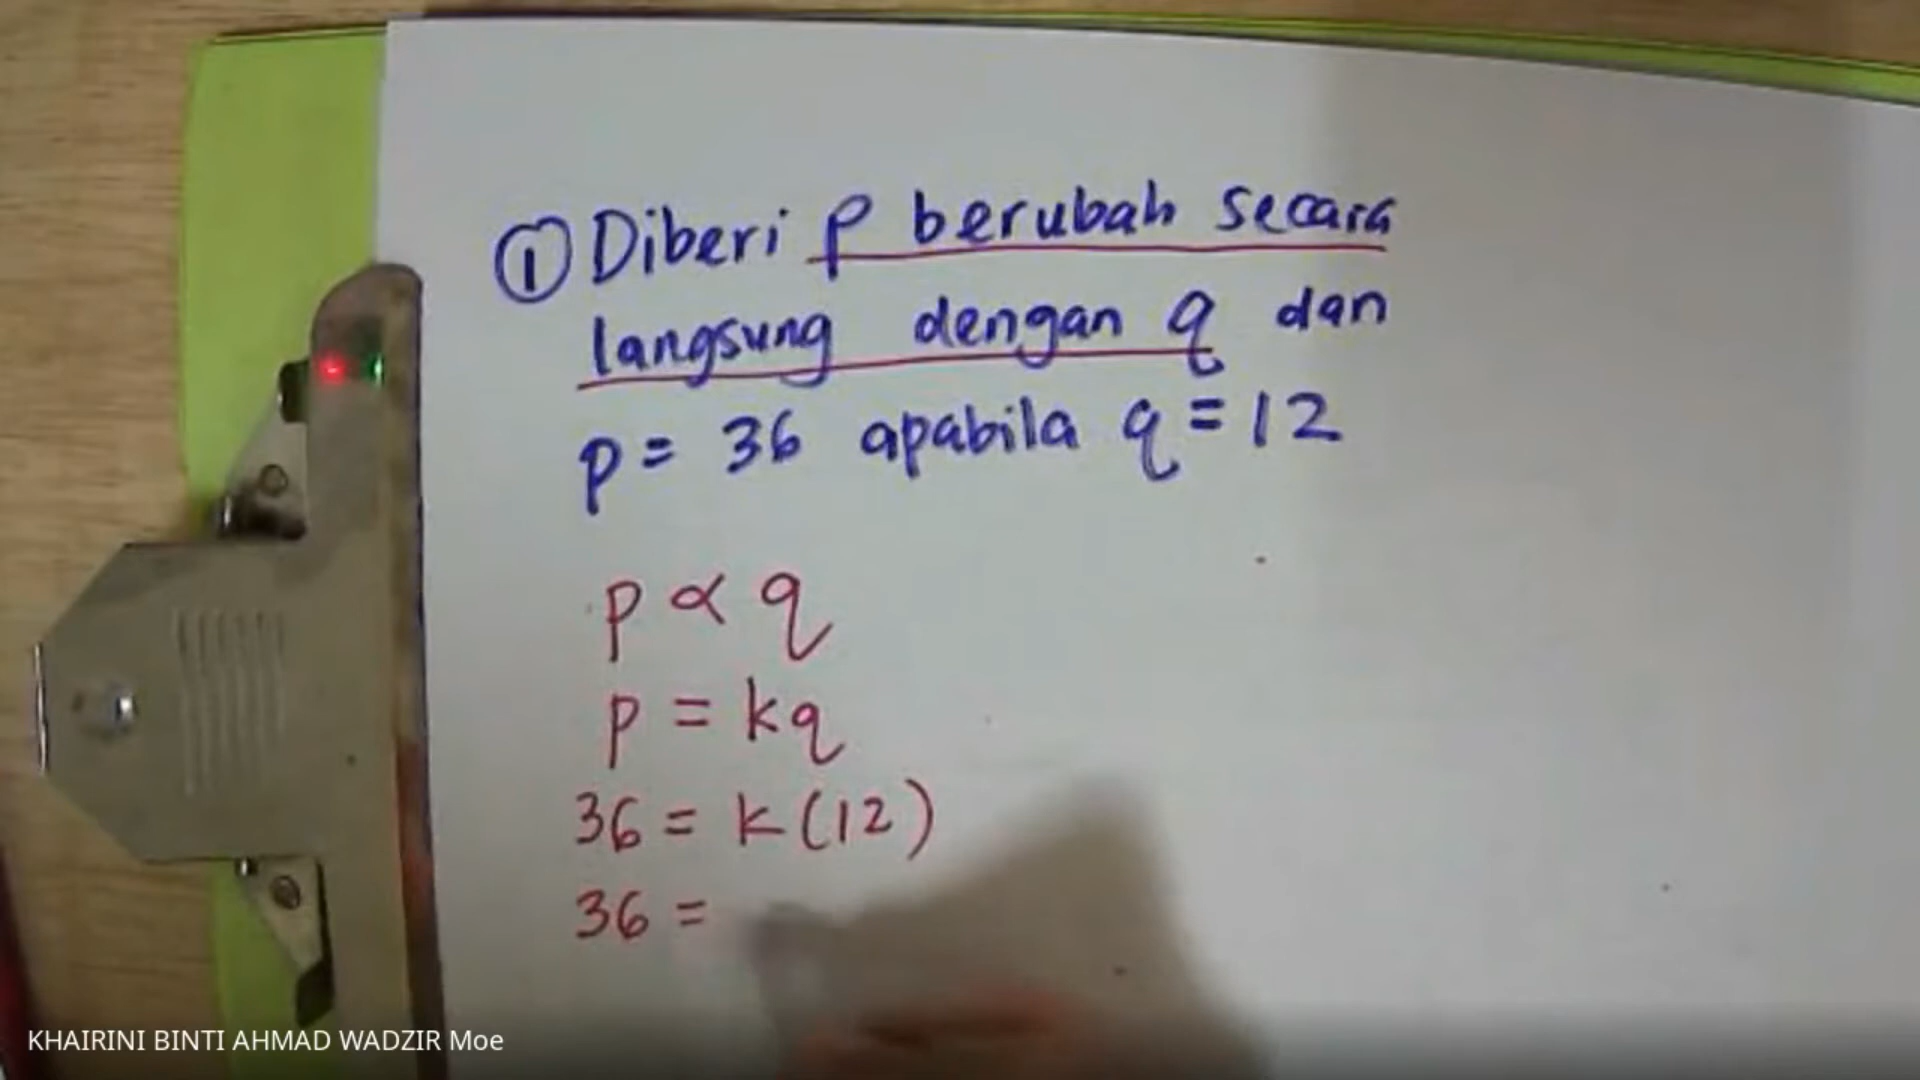 ① Diberi p berubah secara
langsung dengan q dan
p = 36 apabila q = 12
p ∝ q
p = kq
36 = k(12)
36 =
KHAIRINI BINTI AHMAD WADZIR Moe